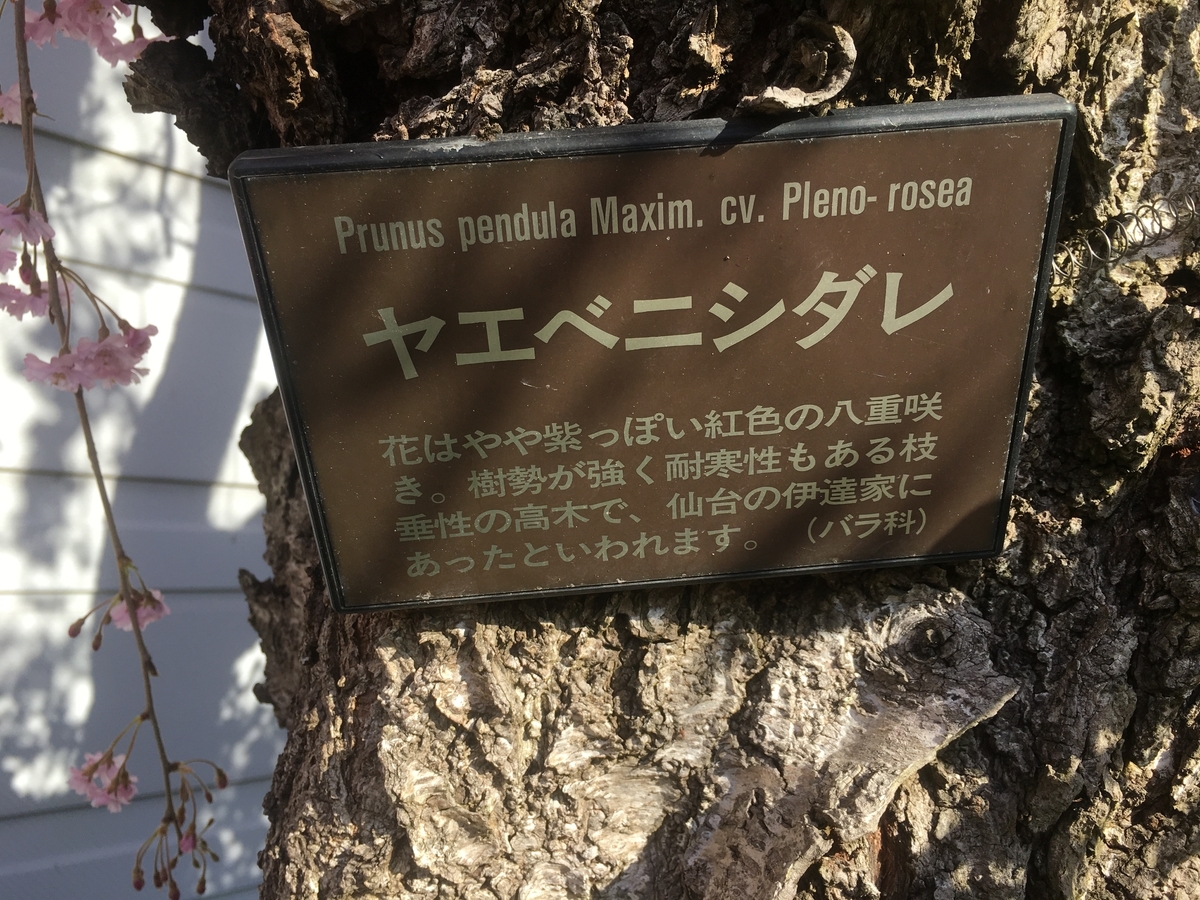 Prunus pendula Maxim. cv. Pleno- rosea
ヤエベニシダレ
花はやや紫っぽい紅色の八重咲
き。樹勢が強く耐寒性もある枝
垂性の高木で、仙台の伊達家に
あったといわれます。（バラ科）